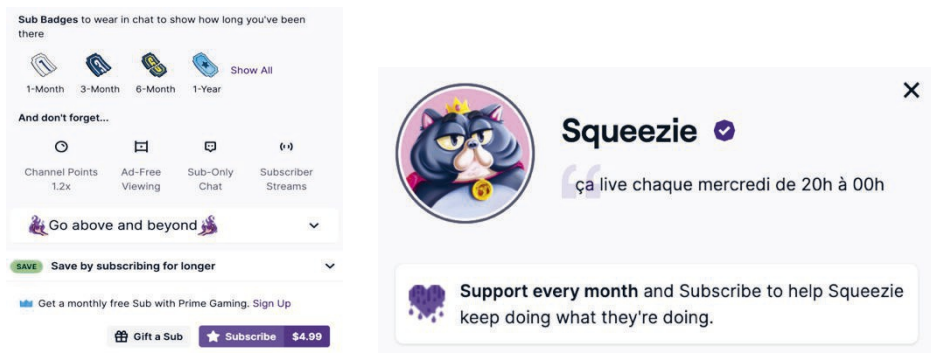 Sub Badges to wear in chat to show how long you've been
there
Show All
1-Month 3-Month 6-Month 1-Year
And don't forget...
Channel Points Ad-Free Sub-Only Subscriber
1.2x Viewing Chat Streams
Go above and beyond
SAVE Save by subscribing for longer
Get a monthly free Sub with Prime Gaming. Sign Up
Gift a Sub Subscribe $4.99
Squeezie
ça live chaque mercredi de 20h à 00h
Support every month and Subscribe to help Squeezie
keep doing what they're doing.